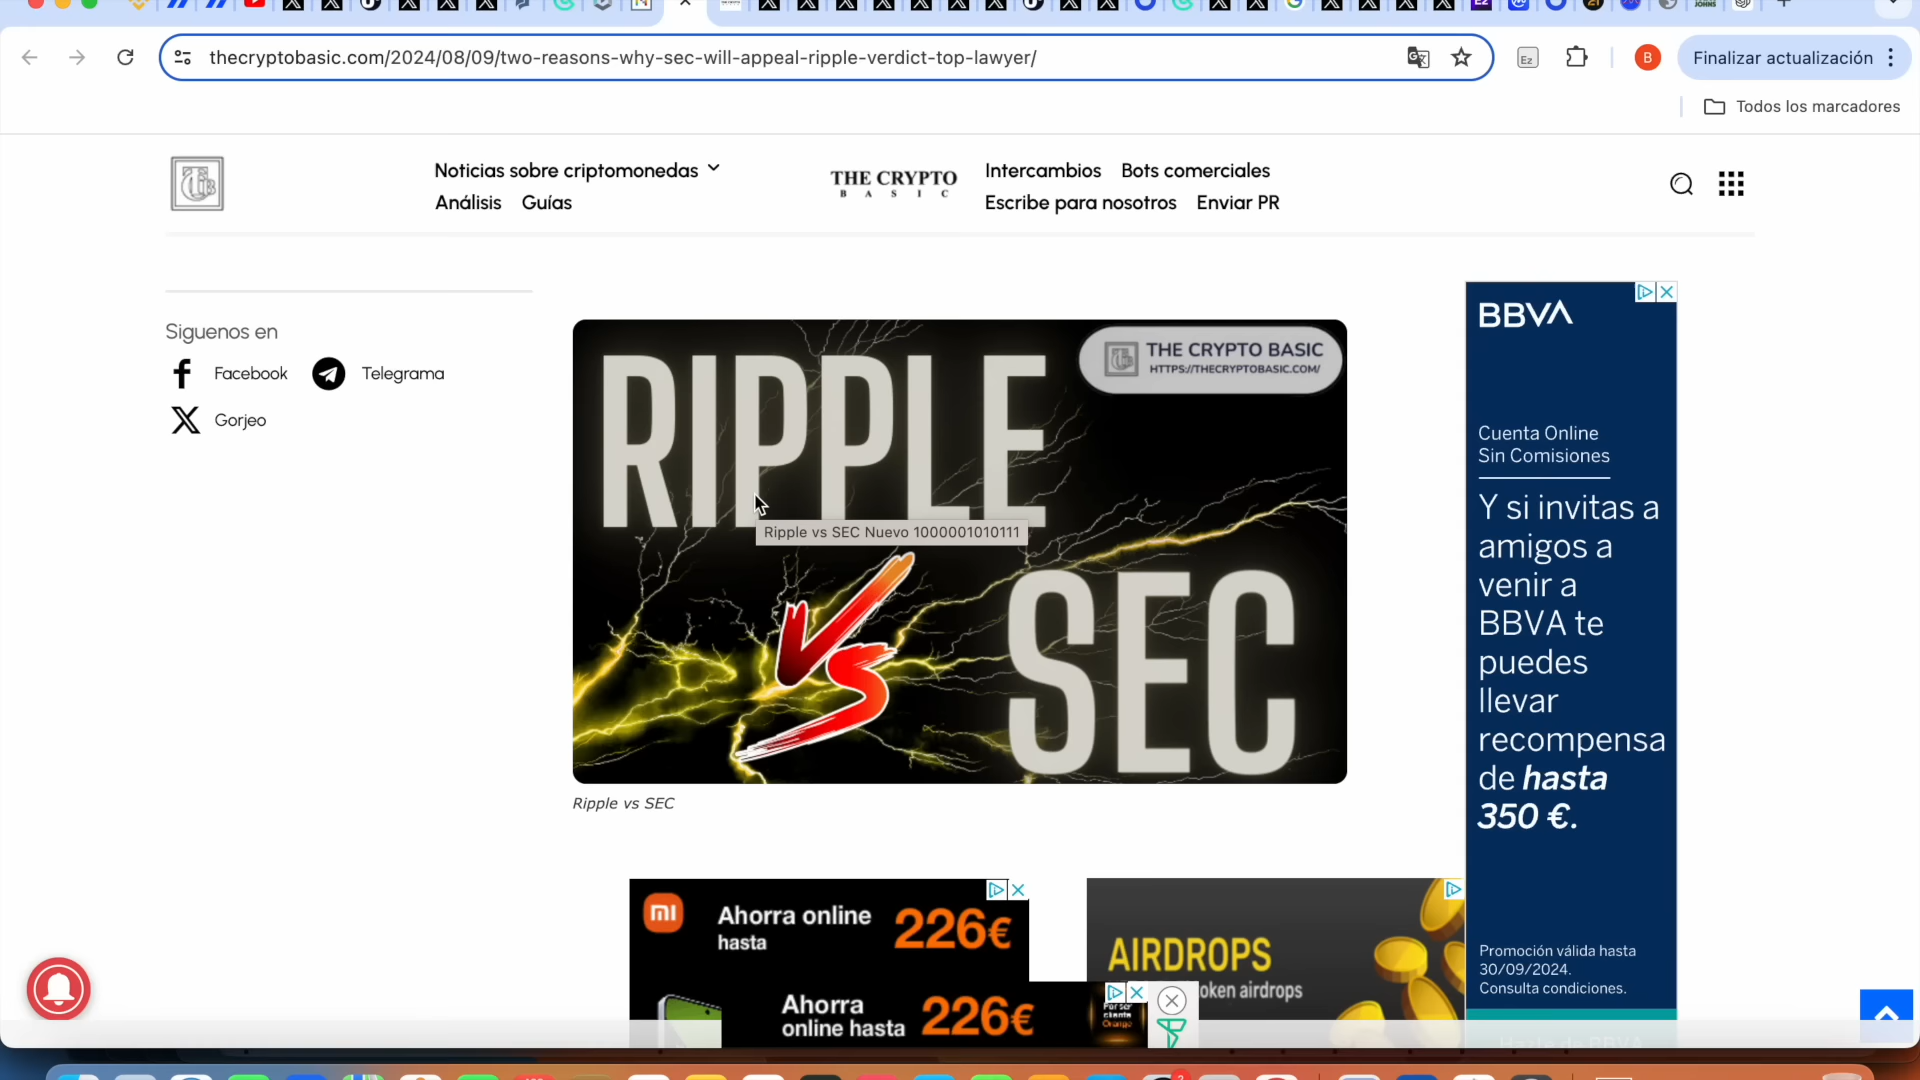 thecryptobasic.com/2024/08/09/two-reasons-why-sec-will-appeal-ripple-verdict-top-lawyer/
Ez
B
Finalizar actualización
Todos los marcadores
Noticias sobre criptomonedas
Análisis Guías
THE CRYPTO
BASIC
Intercambios Bots comerciales
Escribe para nosotros Enviar PR
Siguenos en
Facebook Telegrama
Gorjeo
RIPPLE
THE CRYPTO BASIC
HTTPS://THECRYPTOBASIC.COM/
Ripple vs SEC Nuevo 1000001010111
VS
SEC
Ripple vs SEC
BBVA
Cuenta Online
Sin Comisiones
Y si invitas a
amigos a
venir a
BBVA te
puedes
llevar
recompensa
de hasta
350 €.
Promoción válida hasta
30/09/2024.
Consulta condiciones.
mi
Ahorra online
hasta
226€
Ahorra
online hasta
226€
AIRDROPS
oken airdrops